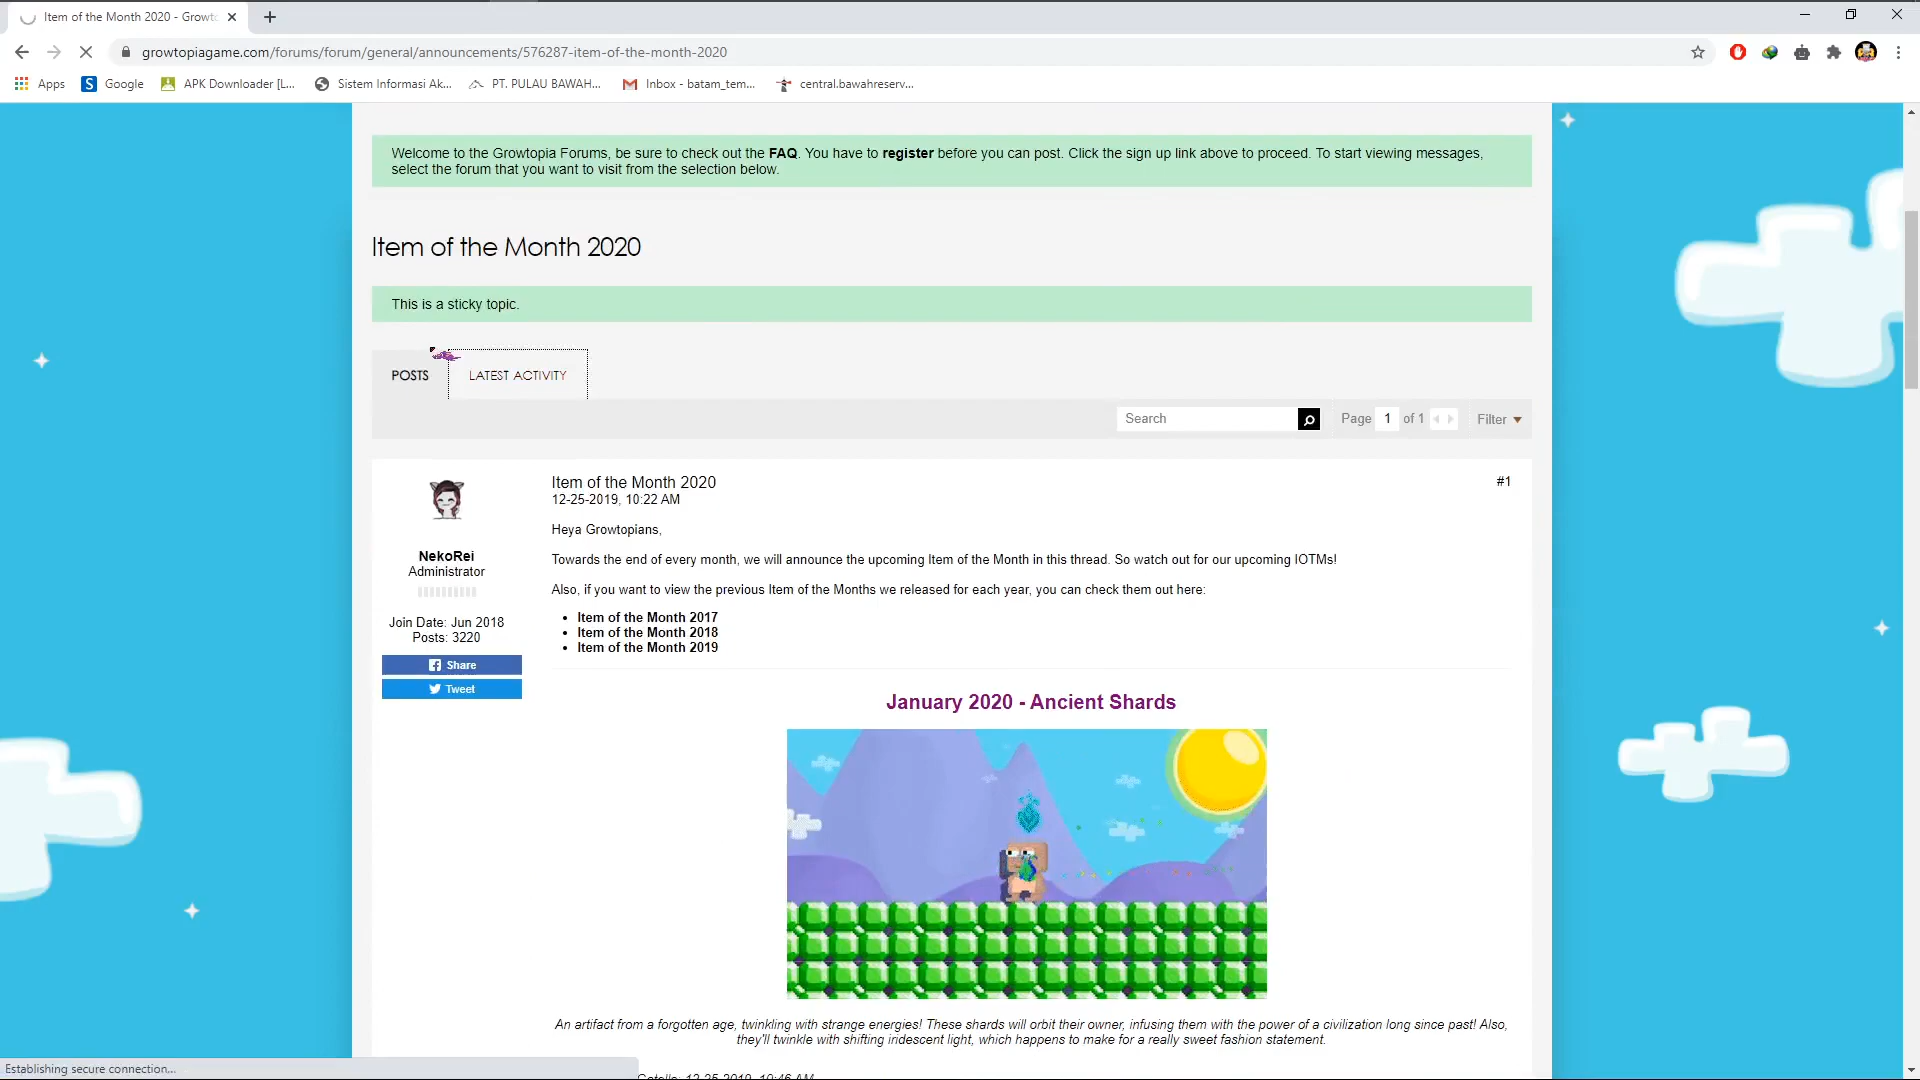 Item of the Month 2020 - Growto
growtopiagame.com/forums/forum/general/announcements/576287-item-of-the-month-2020
Apps
Google
APK Downloader [L...
Sistem Informasi Ak...
PT. PULAU BAWAH...
Inbox - batam_tem...
central.bawahreserv...
Welcome to the Growtopia Forums, be sure to check out the FAQ. You have to register before you can post. Click the sign up link above to proceed. To start viewing messages,
select the forum that you want to visit from the selection below.
Item of the Month 2020
This is a sticky topic.
POSTS
LATEST ACTIVITY
Search
Page 1 of 1
Filter
Item of the Month 2020
#1
12-25-2019, 10:22 AM
Heya Growtopians,
NekoRei
Administrator
Towards the end of every month, we will announce the upcoming Item of the Month in this thread. So watch out for our upcoming IOTMs!
Also, if you want to view the previous Item of the Months we released for each year, you can check them out here:
Join Date: Jun 2018
Posts: 3220
• Item of the Month 2017
• Item of the Month 2018
• Item of the Month 2019
Share
Tweet
January 2020 - Ancient Shards
An artifact from a forgotten age, twinkling with strange energies! These shards will orbit their owner, infusing them with the power of a civilization long since past! Also,
they'll twinkle with shifting iridescent light, which happens to make for a really sweet fashion statement.
Establishing secure connection...
12-25-2019, 10:46 AM